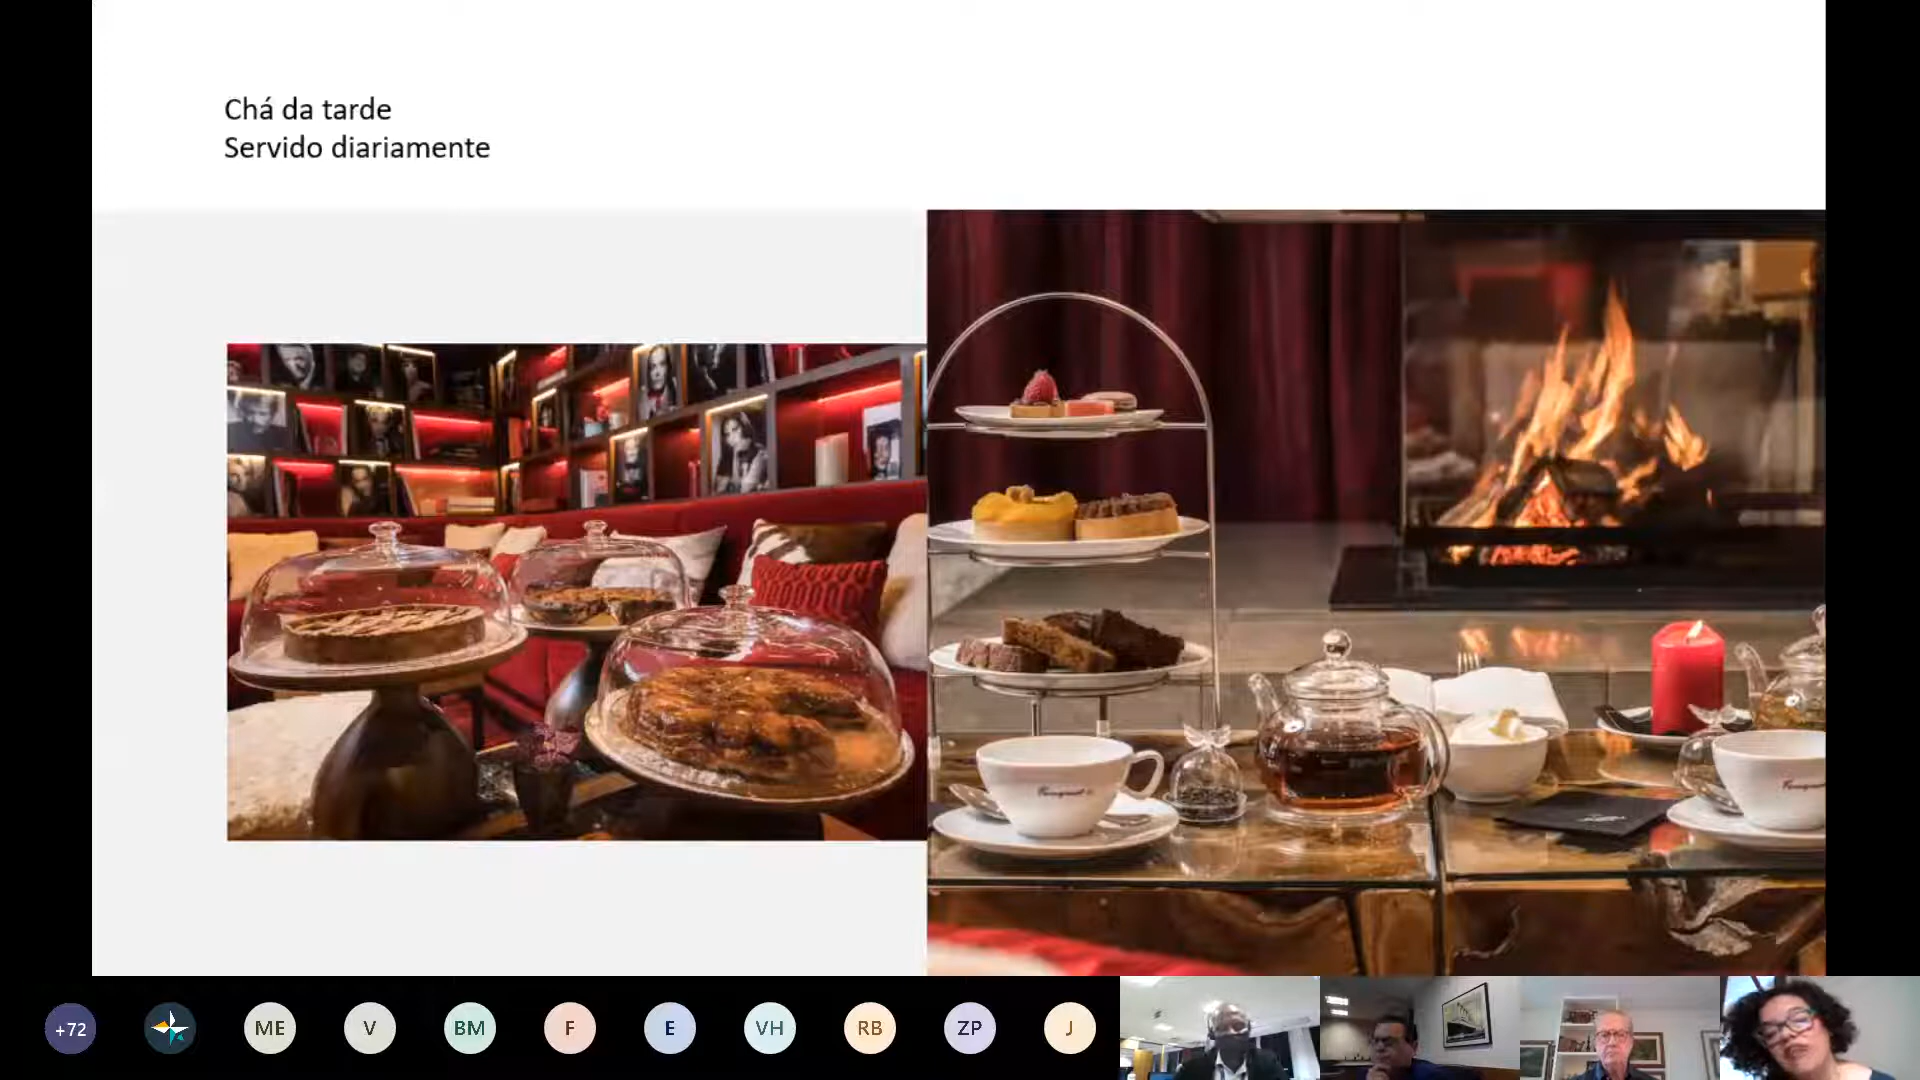 Chá da tarde
Servido diariamente
+72
ME
V
BM
F
E
VH
RB
ZP
J